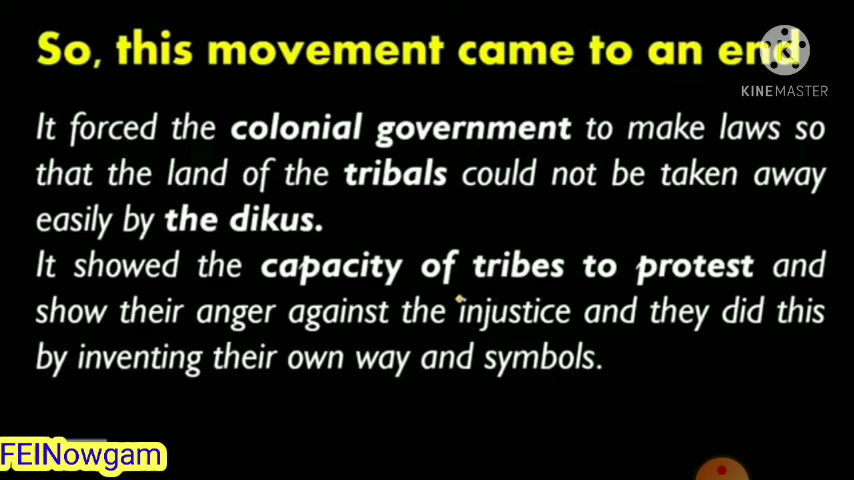 So, this movement came to an end
KINEMASTER
It forced the colonial government to make laws so
that the land of the tribals could not be taken away
easily by the dikus.
It showed the capacity of tribes to protest and
show their anger against the injustice and they did this
by inventing their own way and symbols.
FEINowgam